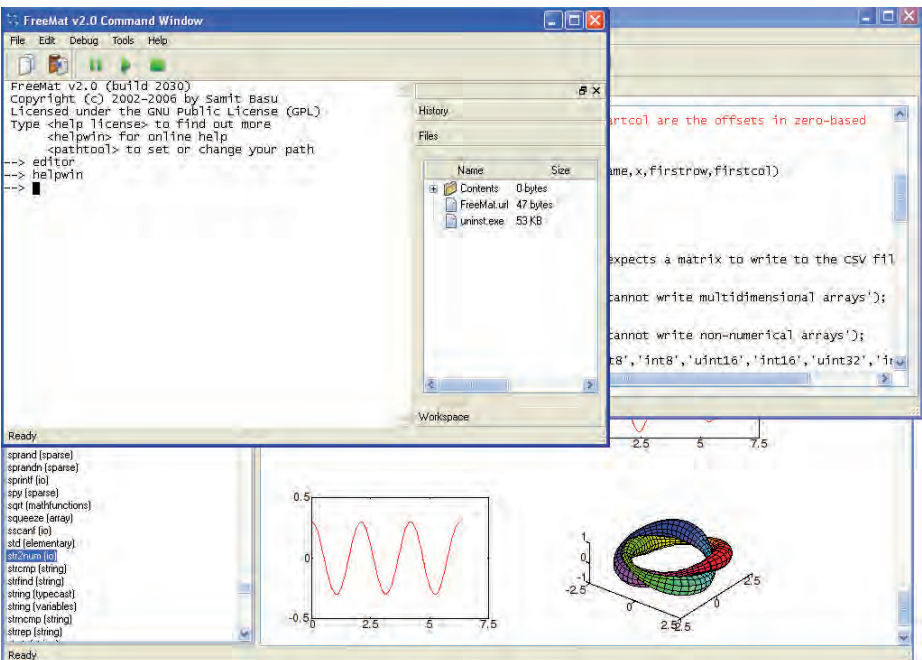 FreeMat v2.0 Command Window
File Edit Debug Tools Help
FreeMat v2.0 (build 2030)
Copyright (c) 2002-2006 by Samit Basu
Licensed under the GNU Public License (GPL)
Type <help license> to find out more
<helpwin> for online help
<pathtool> to set or change your path
--> editor
--> helpwin
-->
History
Files
Name Size
Contents 0 bytes
FreeMat.url 47 bytes
uninst.exe 53 KB
Workspace
Ready
artcol are the offsets in zero-based
ame,x,firstrow,firstcol)
expects a matrix to write to the CSV fil
cannot write multidimensional arrays');
cannot write non-numerical arrays');
t8','int8','uint16','int16','uint32','in
2.5 5 7.5
sprand (sparse)
sprandn (sparse)
sprintf (io)
spy (sparse)
sqrt (mathfunctions)
squeeze (array)
sscanf (io)
std (elementary)
str2num (io)
strcmp (string)
strfind (string)
string (typecast)
string (variables)
strncmp (string)
strrep (string)
Ready
0.5
0
-0.5
0 2.5 5 7.5
1
0
-1
-2.5
0
2.5
2.5
0
-2.5